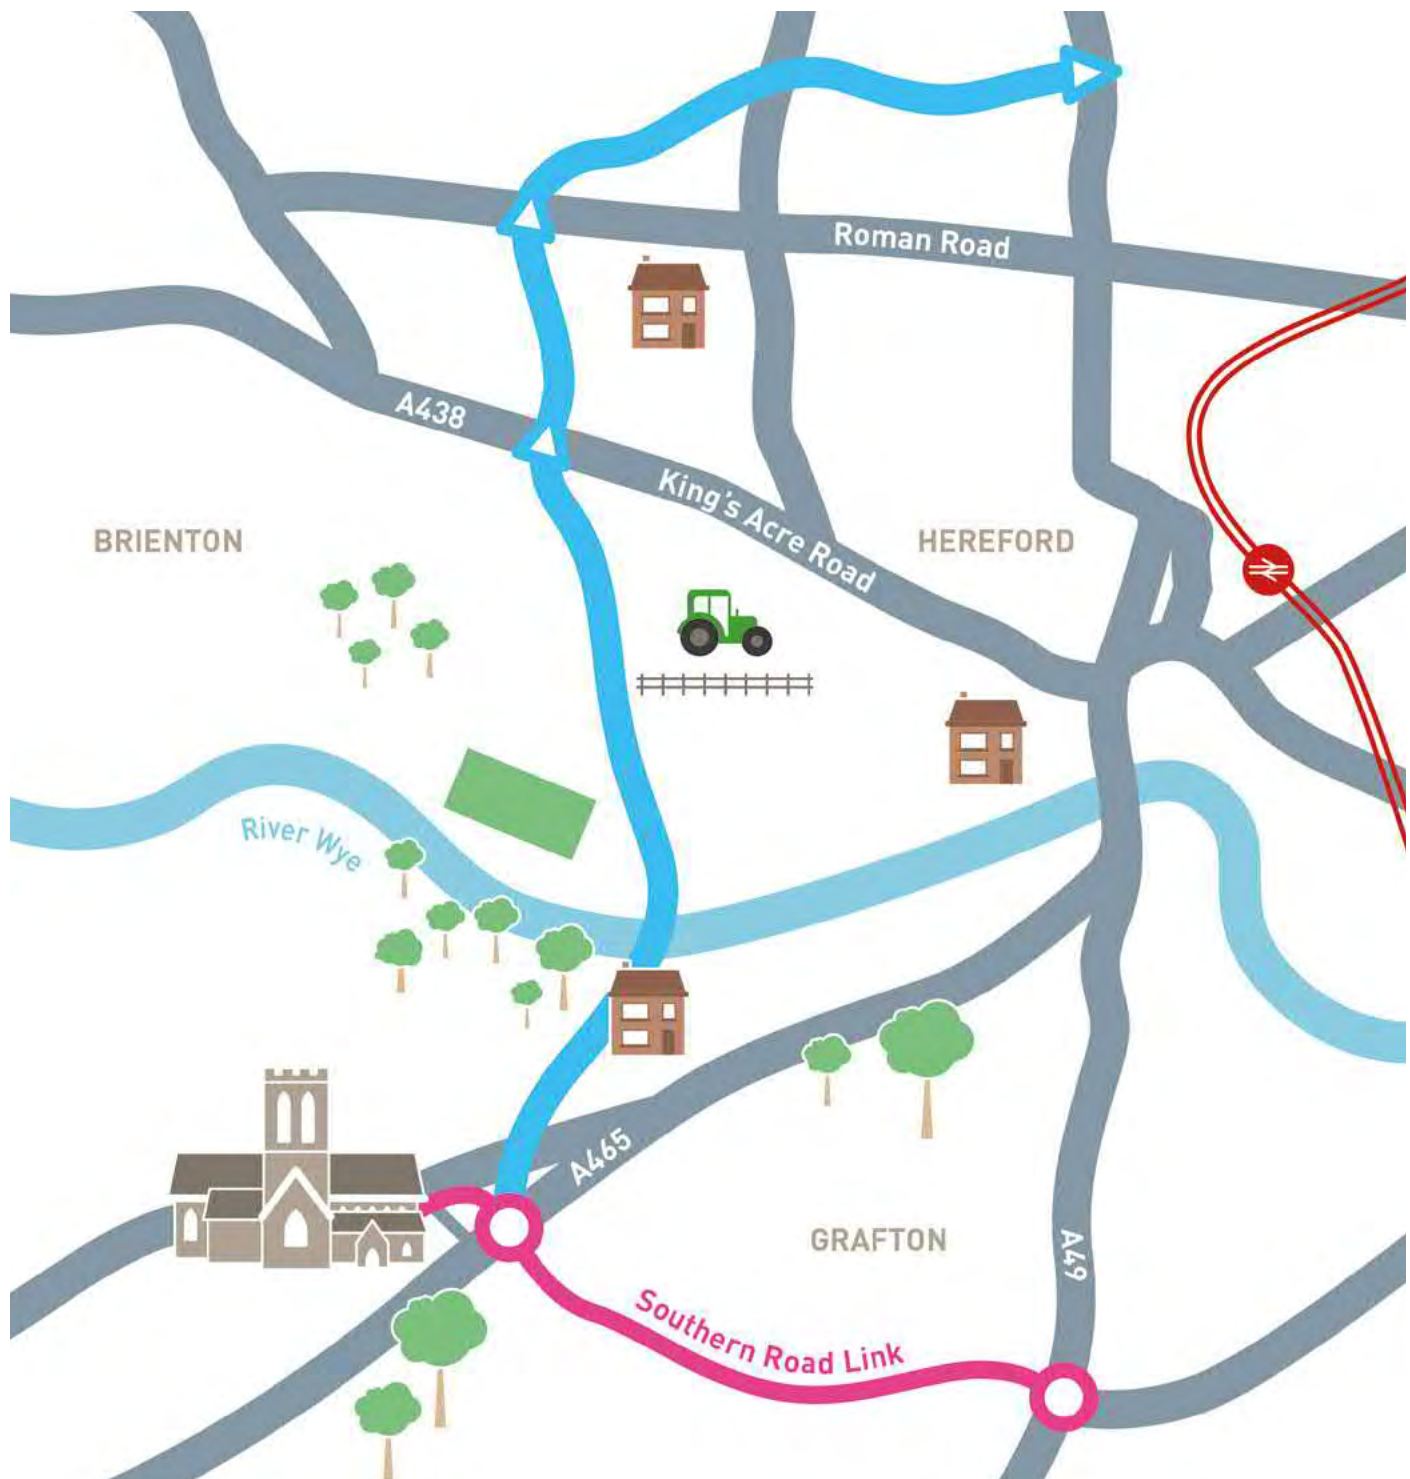 Roman Road
A438
King's Acre Road
BRIENTON
HEREFORD
River Wye
A465
GRAFTON
A49
Southern Road Link